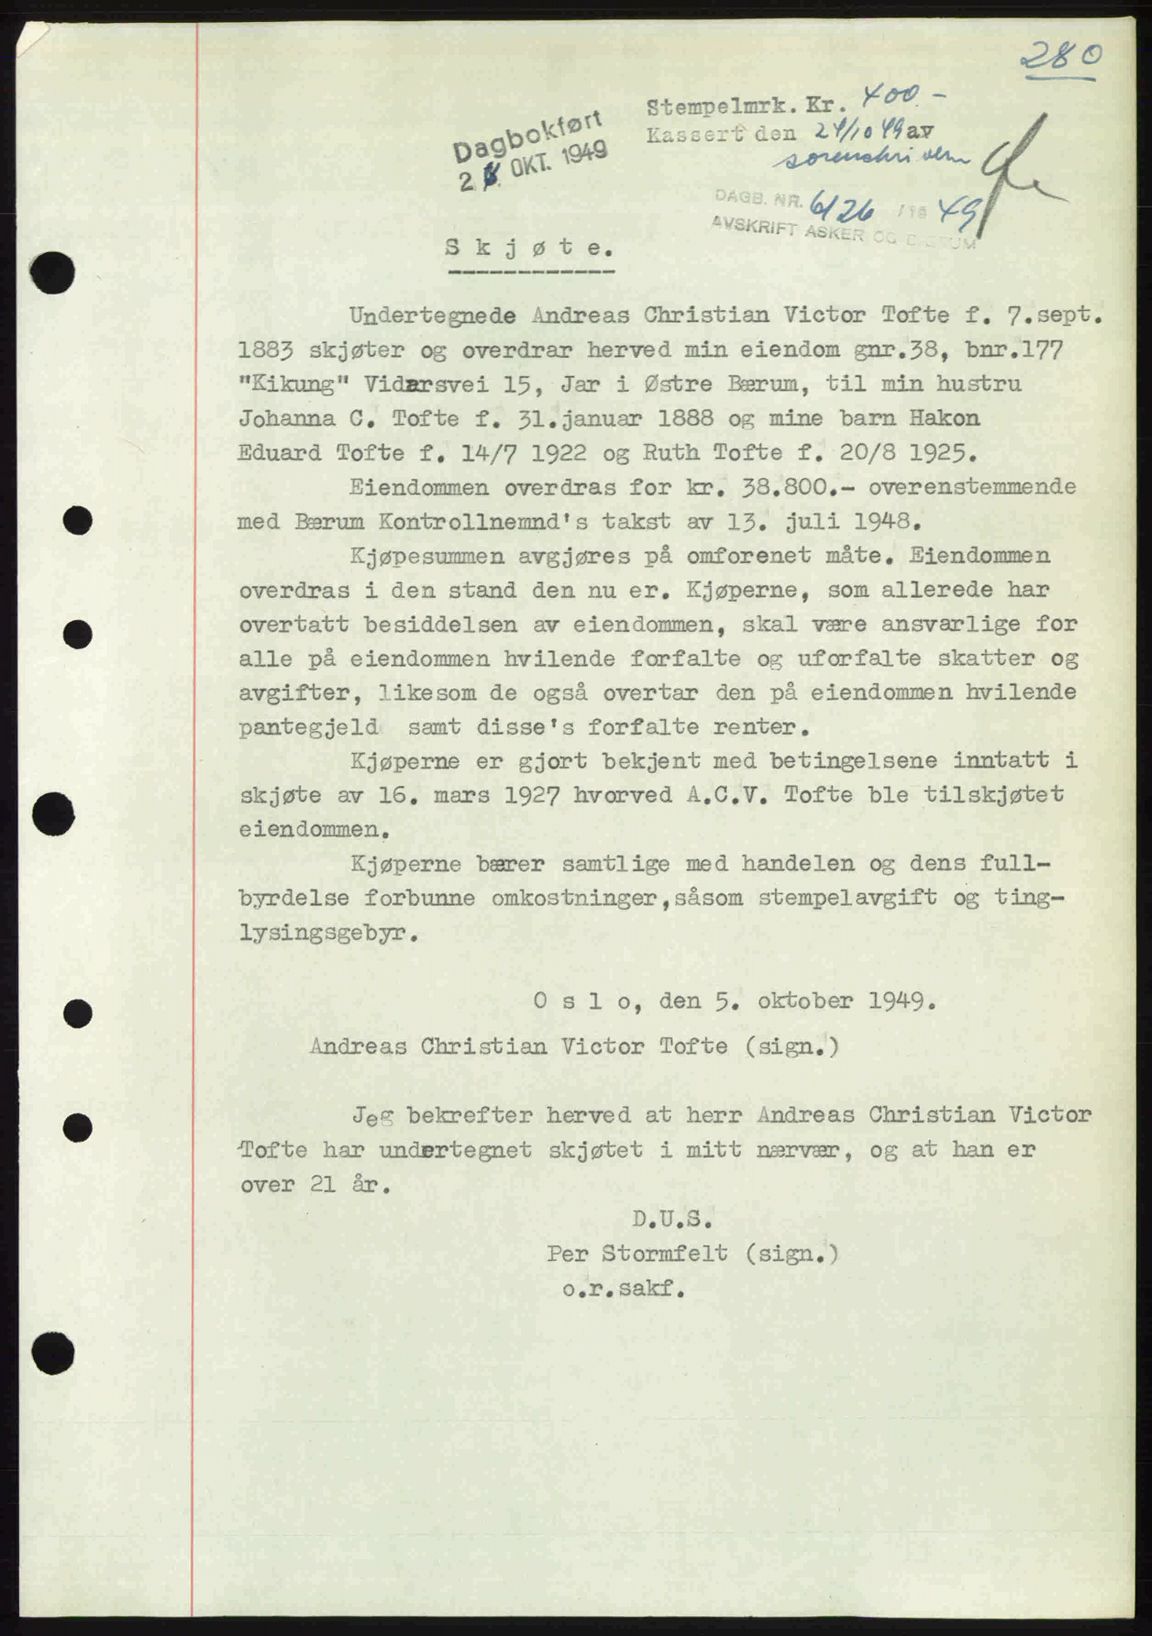 280
Stempelmrk. Kr. 400.-
Kassert den 24/10 49 av
sorenskriveren
Dagbokført
2 OKT. 1949
DAGB. NR. 6126 /19 49
AVSKRIFT ASKER OG BÆRUM
S k j ø t e.
Undertegnede Andreas Christian Victor Tofte f. 7.sept.
1883 skjøter og overdrar herved min eiendom gnr.38, bnr.177
"Kikung" Vidarsvei 15, Jar i Østre Bærum, til min hustru
Johanna C. Tofte f. 31.januar 1888 og mine barn Hakon
Eduard Tofte f. 14/7 1922 og Ruth Tofte f. 20/8 1925.
Eiendommen overdras for kr. 38.800.- overenstemmende
med Bærum Kontrollnemnd's takst av 13. juli 1948.
Kjøpesummen avgjøres på omforenet måte. Eiendommen
overdras i den stand den nu er. Kjøperne, som allerede har
overtatt besiddelsen av eiendommen, skal være ansvarlige for
alle på eiendommen hvilende forfalte og uforfalte skatter og
avgifter, likesom de også overtar den på eiendommen hvilende
pantegjeld samt disse's forfalte renter.
Kjøperne er gjort bekjent med betingelsene inntatt i
skjøte av 16. mars 1927 hvorved A.C.V. Tofte ble tilskjøtet
eiendommen.
Kjøperne bærer samtlige med handelen og dens full-
byrdelse forbunne omkostninger,såsom stempelavgift og ting-
lysingsgebyr.
O s l o, den 5. oktober 1949.
Andreas Christian Victor Tofte (sign.)
Jeg bekrefter herved at herr Andreas Christian Victor
Tofte har undertegnet skjøtet i mitt nærvær, og at han er
over 21 år.
D.U.S.
Per Stormfelt (sign.)
o.r.sakf.